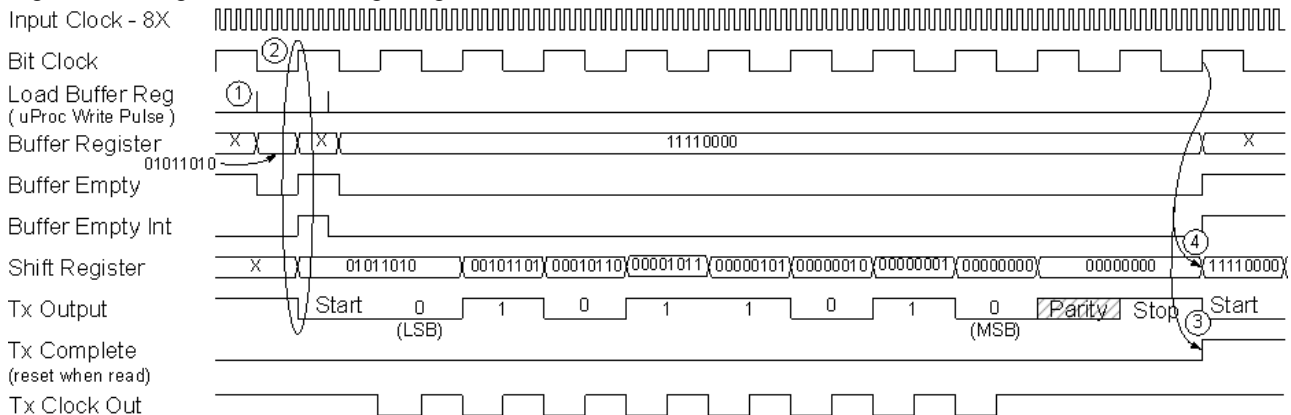 Input Clock - 8X
Bit Clock
2
Load Buffer Reg
1
( uProc Write Pulse )
Buffer Register X X 11110000 X
01011010
Buffer Empty
Buffer Empty Int
4
Shift Register X 01011010 00101101 00010110 00001011 00000101 00000010 00000001 00000000 00000000 11110000
Tx Output Start 0 1 0 1 1 0 1 0 Parity Stop Start
(LSB) (MSB)
3
Tx Complete
(reset when read)
Tx Clock Out